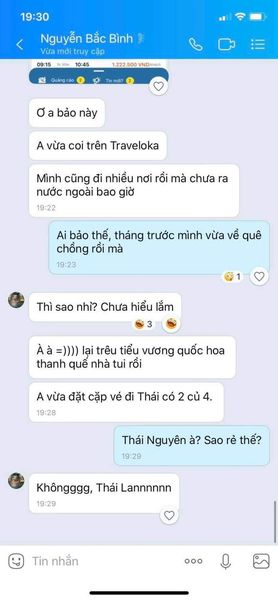 19:30
Nguyễn Bắc Bình
Vừa mới truy cập
09:15
10:45
1.222.500 VND/
Quảng cáo
Tin mới?
Ơ a bảo này
A vừa coi trên Traveloka
Mình cũng đi nhiều nơi rồi mà chưa ra
nước ngoài bao giờ
19:22
Ai bảo thế, tháng trước mình vừa về quê
chồng rồi mà
19:23
1
Thì sao nhỉ? Chưa hiểu lắm
3
À à =)))) lại trêu tiểu vương quốc hoa
thanh quế nhà tui rồi
A vừa đặt cặp vé đi Thái có 2 củ 4.
19:28
Thái Nguyên à? Sao rẻ thế?
19:29
Khôngggg, Thái Lannnnnn
19:29
Tin nhắn